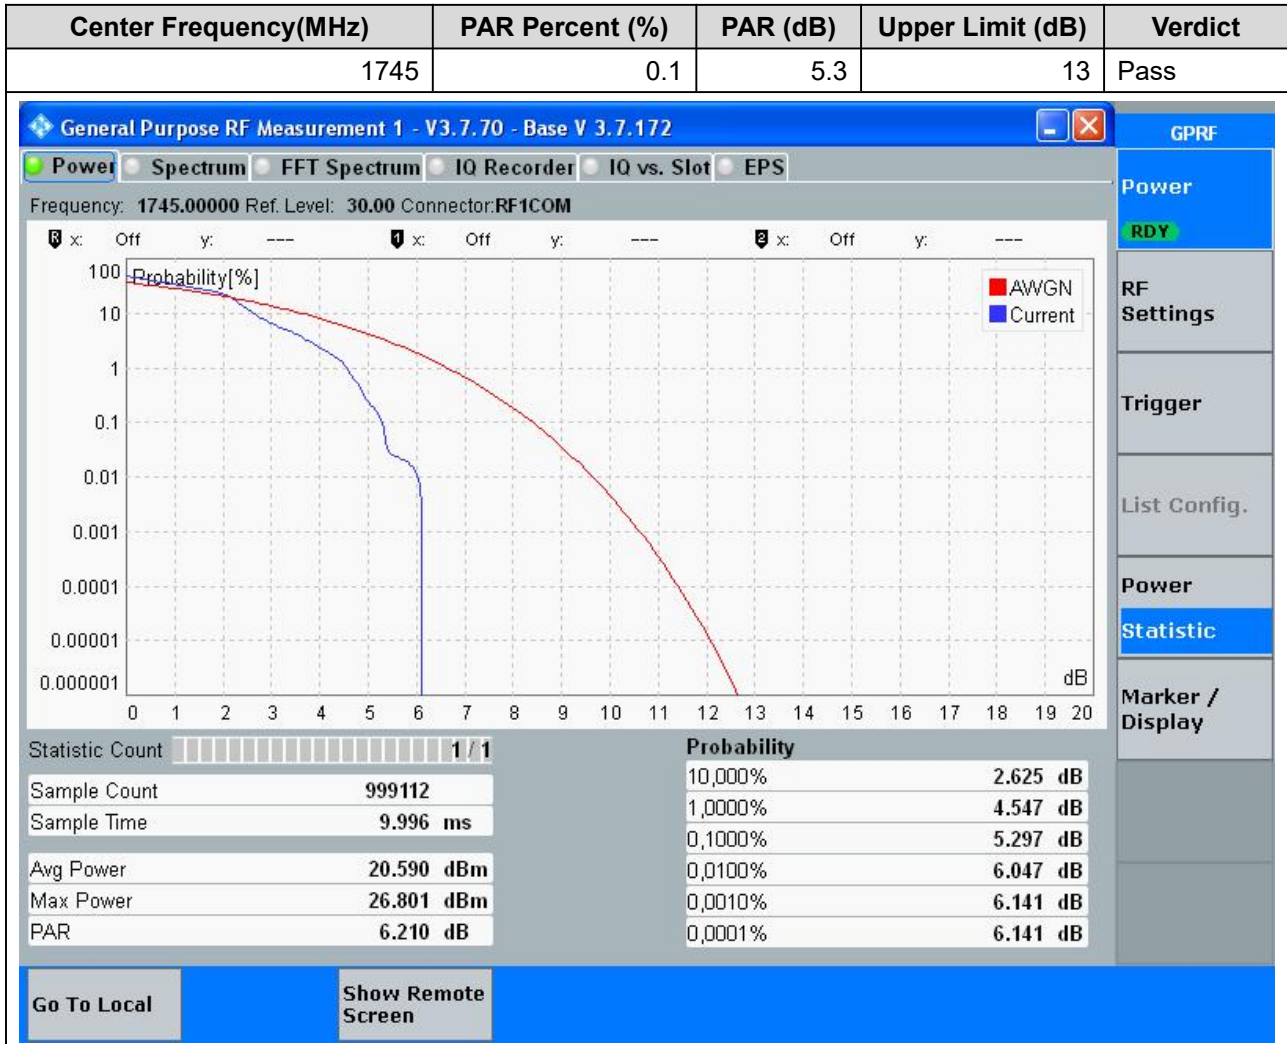 Center Frequency(MHz) PAR Percent (%) PAR (dB) Upper Limit (dB) Verdict
1745 0.1 5.3 13 Pass
General Purpose RF Measurement 1 - V3.7.70 - Base V 3.7.172
GPRF
Power Spectrum FFT Spectrum IQ Recorder IQ vs. Slot EPS
Power
RDY
Frequency: 1745.00000 Ref. Level: 30.00 Connector:RF1COM
R x: Off y: --- 1 x: Off y: --- 2 x: Off y: ---
100 Probability[%]
AWGN
Current
RF
Settings
10
1
Trigger
0.1
0.01
List Config.
0.001
0.0001
Power
0.00001
Statistic
0.000001
dB
0 1 2 3 4 5 6 7 8 9 10 11 12 13 14 15 16 17 18 19 20
Marker /
Display
Statistic Count 1 / 1
Probability
Sample Count 999112
Sample Time 9.996 ms
Avg Power 20.590 dBm
Max Power 26.801 dBm
PAR 6.210 dB
10,000% 2.625 dB
1,0000% 4.547 dB
0,1000% 5.297 dB
0,0100% 6.047 dB
0,0010% 6.141 dB
0,0001% 6.141 dB
Go To Local
Show Remote
Screen